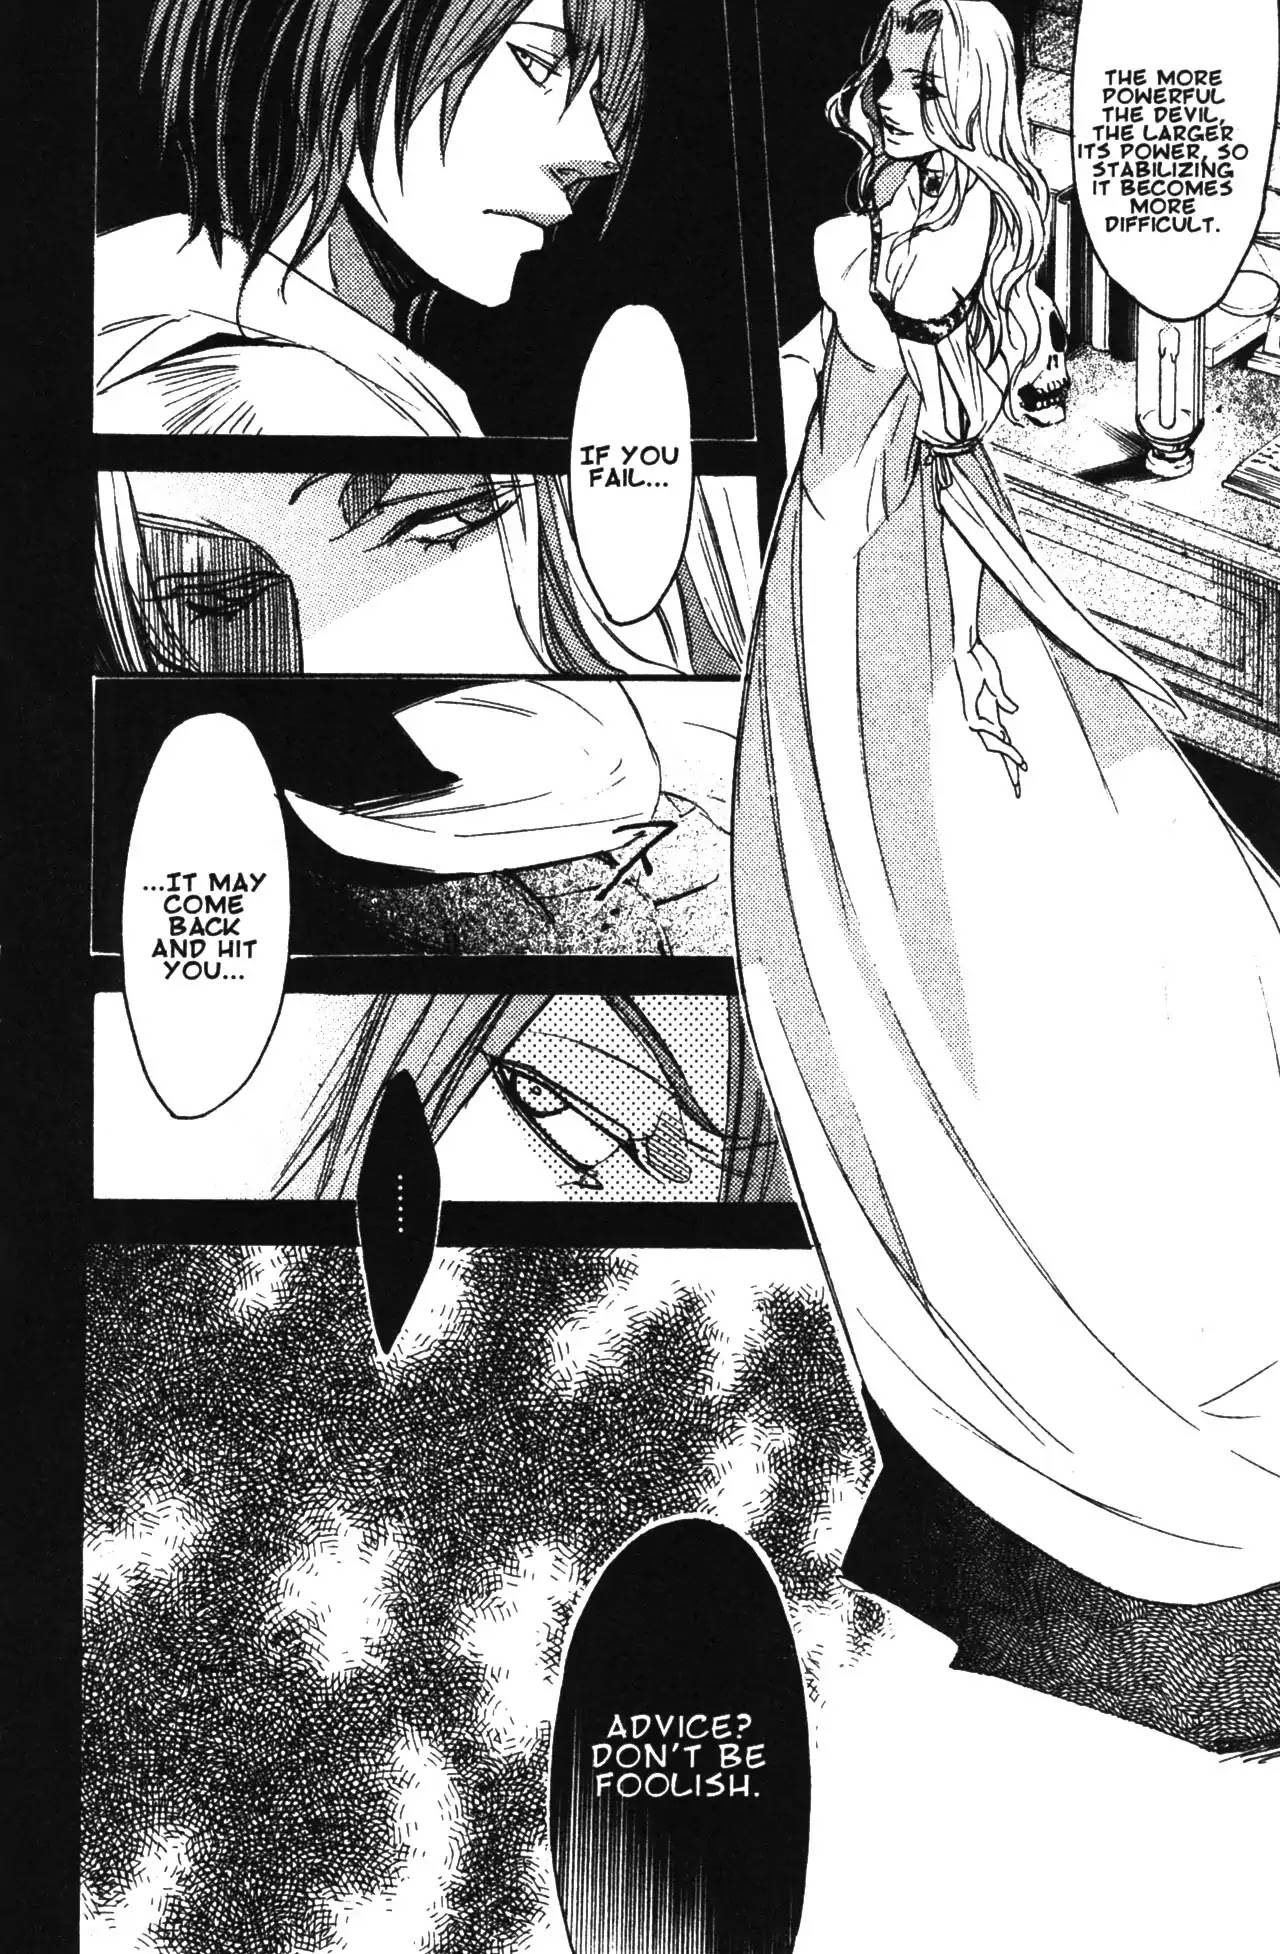 THE MORE
POWERFUL
THE DEVIL,
THE LARGER
ITS POWER, SO
STABILIZING
IT BECOMES
MORE
DIFFICULT.
IF YOU
FAIL...
...IT MAY
COME
BACK
AND HIT
YOU...
.......
ADVICE?
DON'T BE
FOOLISH.